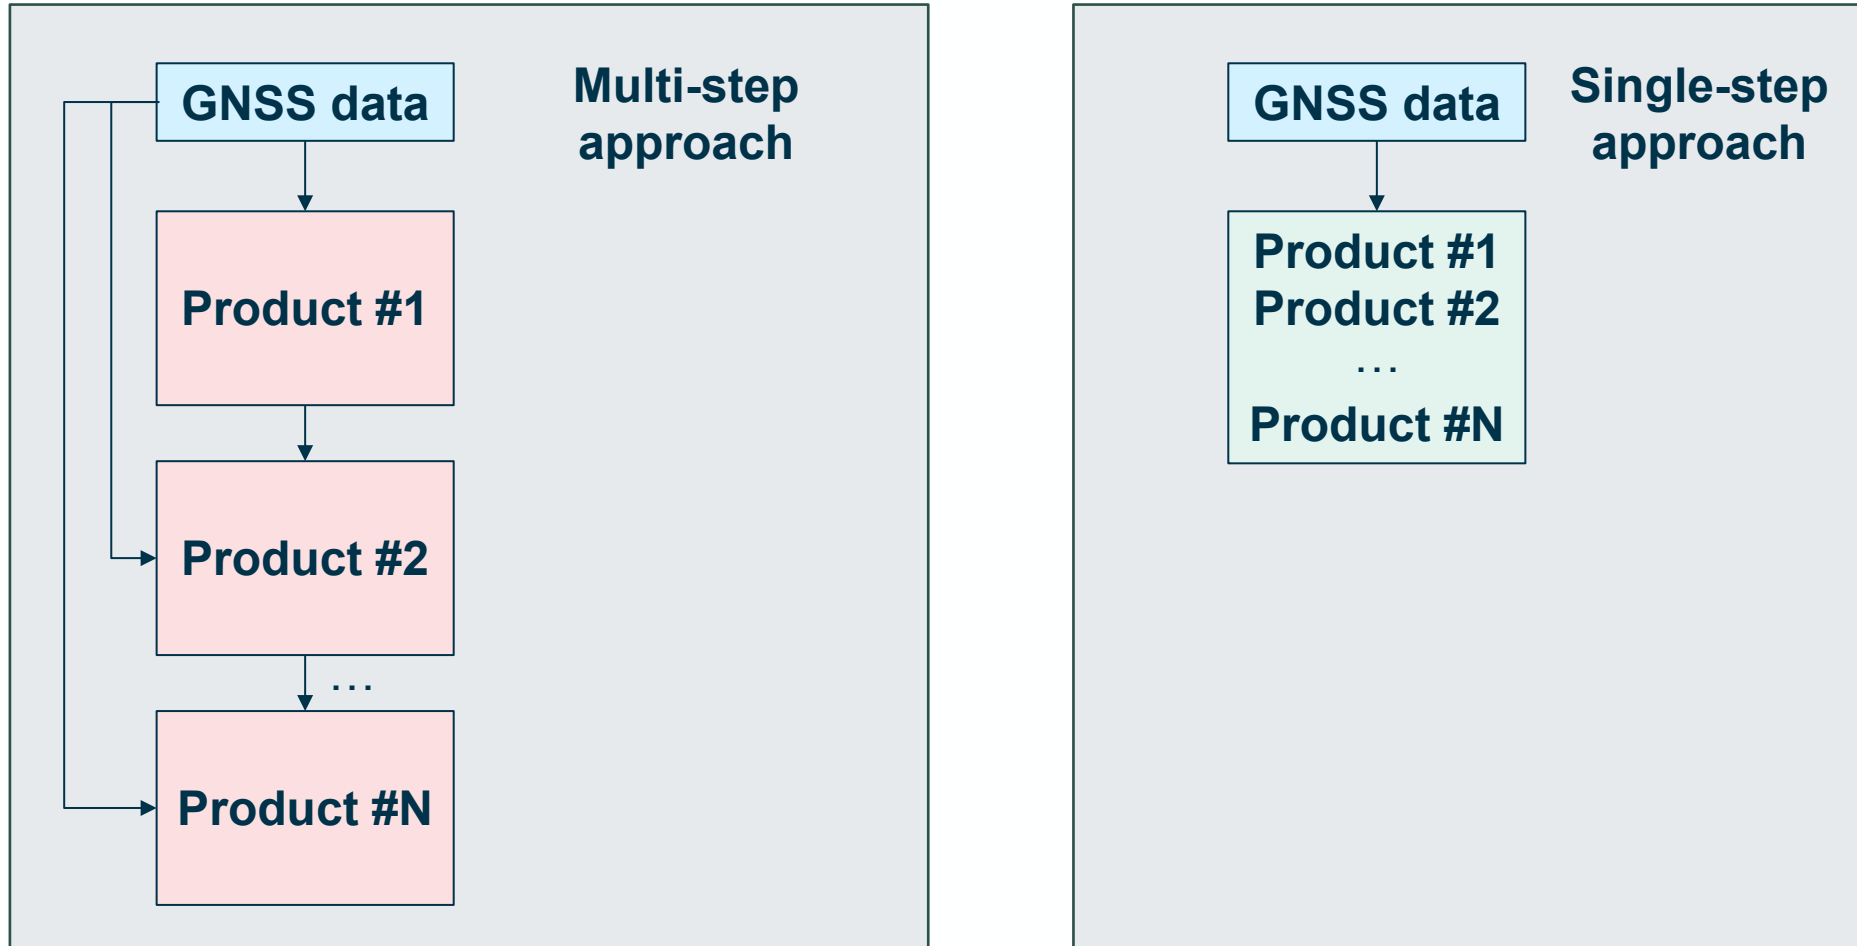 GNSS data
Multi-step
approach
Product #1
Product #2
...
Product #N
GNSS data
Single-step
approach
Product #1
Product #2
...
Product #N